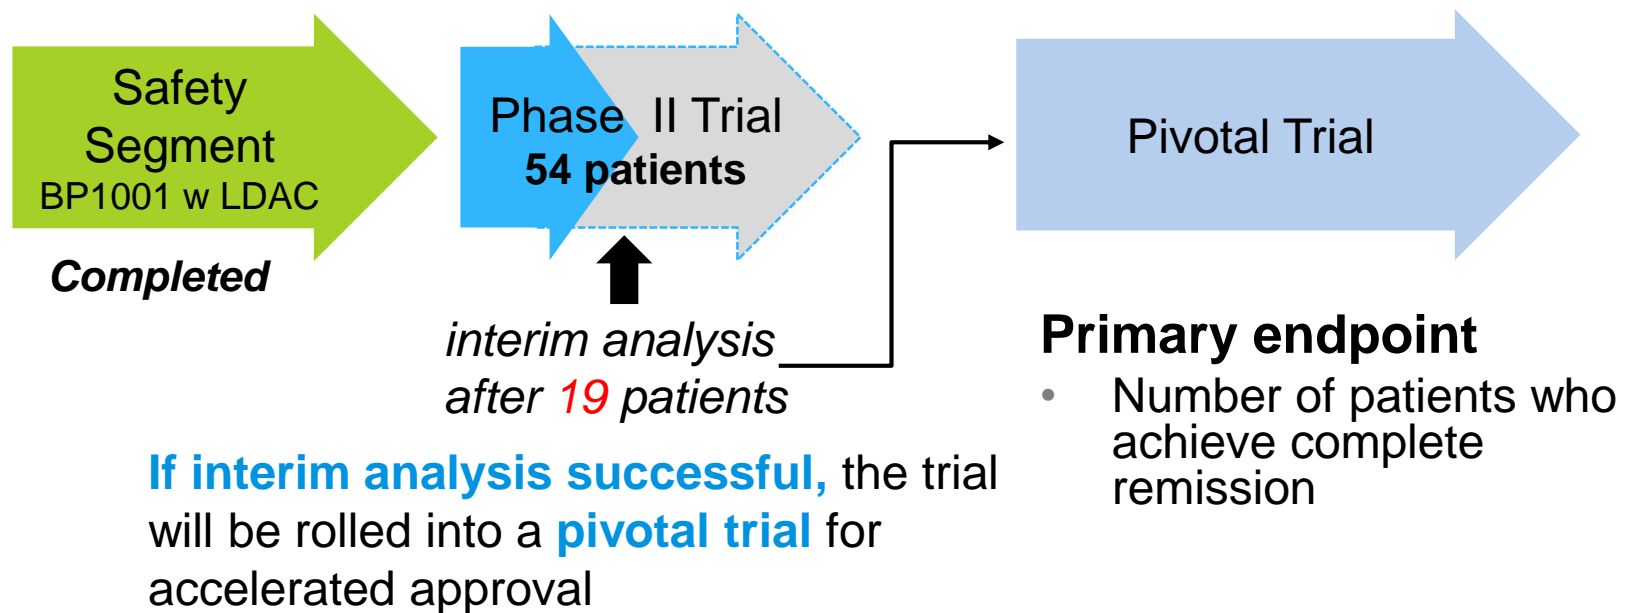 Safety
Segment
BP1001 w LDAC
Completed
Phase II Trial
54 patients
interim analysis
after 19 patients
If interim analysis successful, the trial
will be rolled into a pivotal trial for
accelerated approval
Pivotal Trial
Primary endpoint
• Number of patients who
achieve complete
remission